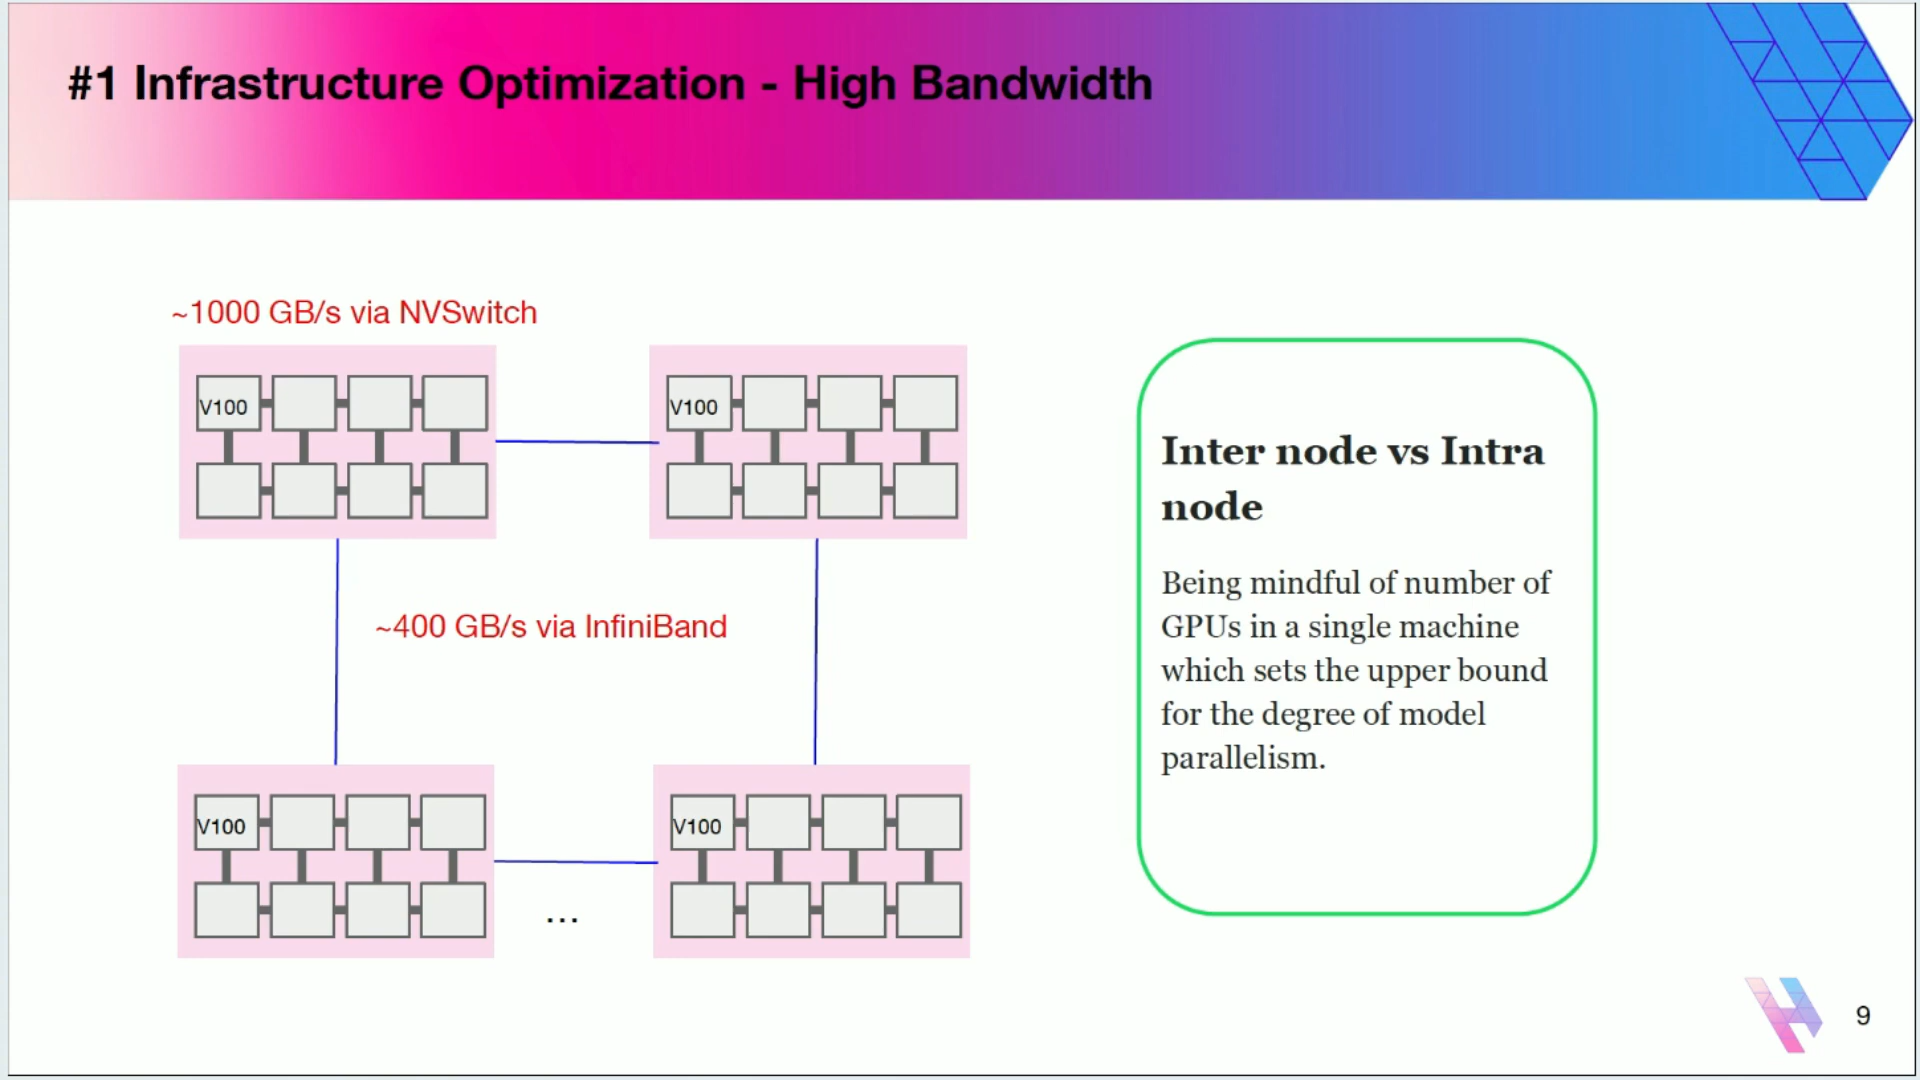 #1 Infrastructure Optimization - High Bandwidth
~1000 GB/s via NVSwitch
V100
V100
~400 GB/s via InfiniBand
V100
V100
...
Inter node vs Intra
node
Being mindful of number of
GPUs in a single machine
which sets the upper bound
for the degree of model
parallelism.
9